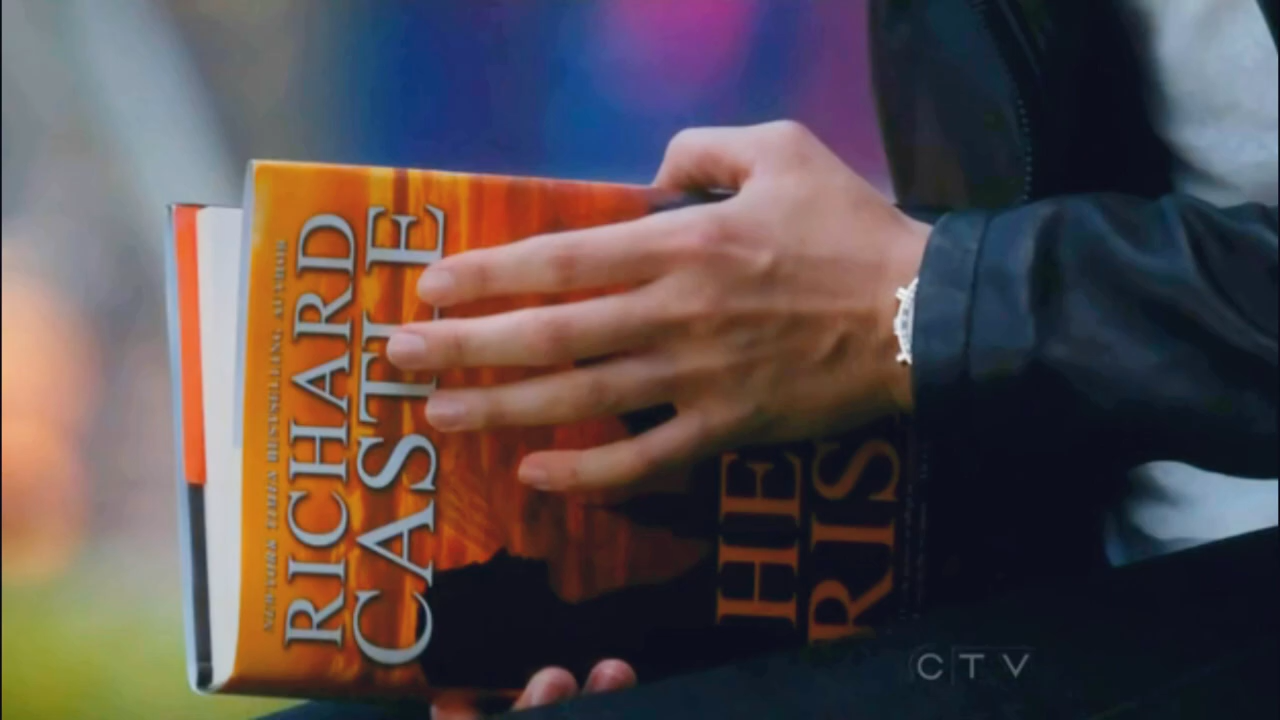 NEW YORK TIMES BESTSELLING AUTHOR
RICHARD
CASTLE
HE
RIS
CTV